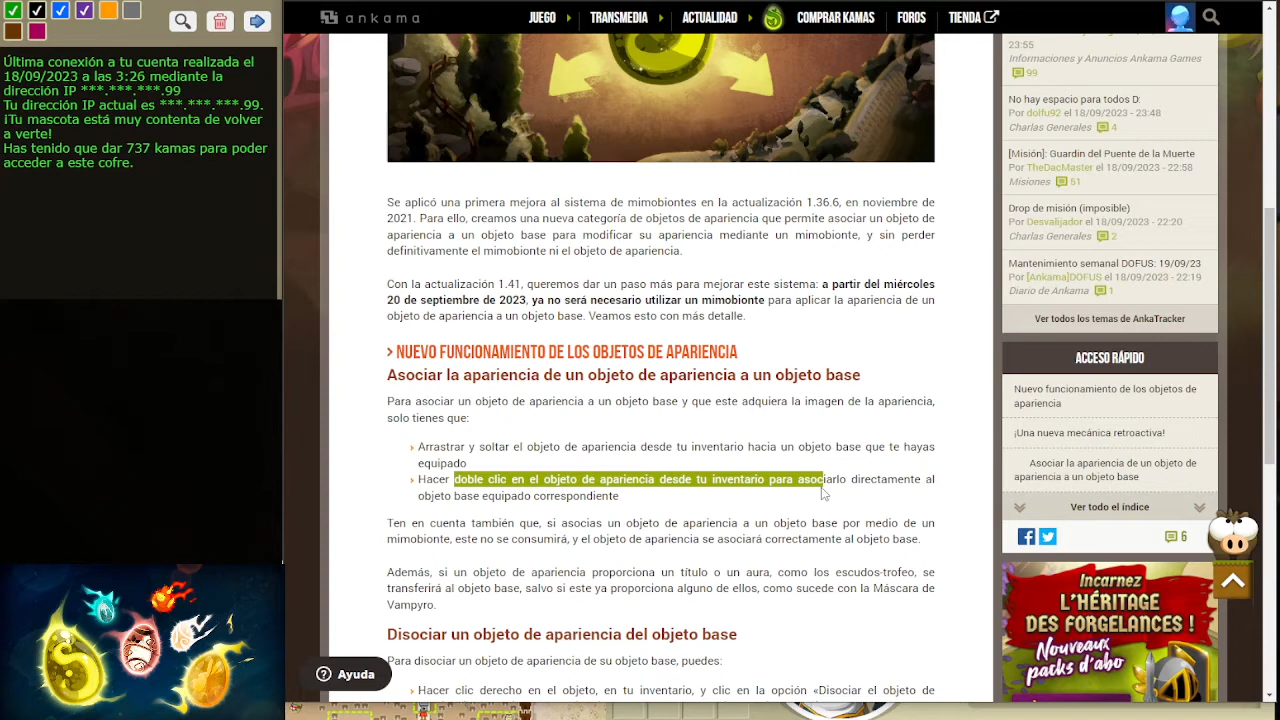 Última conexión a tu cuenta realizada el
18/09/2023 a las 3:26 mediante la
dirección IP ***.***.***.99
Tu dirección IP actual es ***.***.***.99.
¡Tu mascota está muy contenta de volver
a verte!
Has tenido que dar 737 kamas para poder
acceder a este cofre.
ankama
JUEGO
TRANSMEDIA
ACTUALIDAD
COMPRAR KAMAS
FOROS
TIENDA
Se aplicó una primera mejora al sistema de mimobiontes en la actualización 1.36.6, en noviembre de
2021. Para ello, creamos una nueva categoría de objetos de apariencia que permite asociar un objeto de
apariencia a un objeto base para modificar su apariencia mediante un mimobionte, y sin perder
definitivamente el mimobionte ni el objeto de apariencia.
Con la actualización 1.41, queremos dar un paso más para mejorar este sistema: a partir del miércoles
20 de septiembre de 2023, ya no será necesario utilizar un mimobionte para aplicar la apariencia de un
objeto de apariencia a un objeto base. Veamos esto con más detalle.
> NUEVO FUNCIONAMIENTO DE LOS OBJETOS DE APARIENCIA
Asociar la apariencia de un objeto de apariencia a un objeto base
Para asociar un objeto de apariencia a un objeto base y que este adquiera la imagen de la apariencia,
solo tienes que:
Arrastrar y soltar el objeto de apariencia desde tu inventario hacia un objeto base que te hayas
equipado
Hacer doble clic en el objeto de apariencia desde tu inventario para asociarlo directamente al
objeto base equipado correspondiente
Ten en cuenta también que, si asocias un objeto de apariencia a un objeto base por medio de un
mimobionte, este no se consumirá, y el objeto de apariencia se asociará correctamente al objeto base.
Además, si un objeto de apariencia proporciona un título o un aura, como los escudos-trofeo, se
transferirá al objeto base, salvo si este ya proporciona alguno de ellos, como sucede con la Máscara de
Vampyro.
Disociar un objeto de apariencia del objeto base
Para disociar un objeto de apariencia de su objeto base, puedes:
Hacer clic derecho en el objeto, en tu inventario, y clic en la opción «Disociar el objeto de
Ayuda
23:55
Informaciones y Anuncios Ankama Games
99
No hay espacio para todos D:
Por dolfu92 el 18/09/2023 - 23:48
Charlas Generales 4
[Misión]: Guardin del Puente de la Muerte
Por TheDacMaster el 18/09/2023 - 22:58
Misiones 51
Drop de misión (imposible)
Por Desvalijador el 18/09/2023 - 22:20
Charlas Generales 2
Mantenimiento semanal DOFUS: 19/09/23
Por [Ankama]DOFUS el 18/09/2023 - 22:19
Diario de Ankama 1
Ver todos los temas de AnkaTracker
ACCESO RÁPIDO
Nuevo funcionamiento de los objetos de
apariencia
¡Una nueva mecánica retroactiva!
Asociar la apariencia de un objeto de
apariencia a un objeto base
Ver todo el índice
6
Incarnez
L'HÉRITAGE
DES FORGELANCES !
Nouveaux
packs d'abo